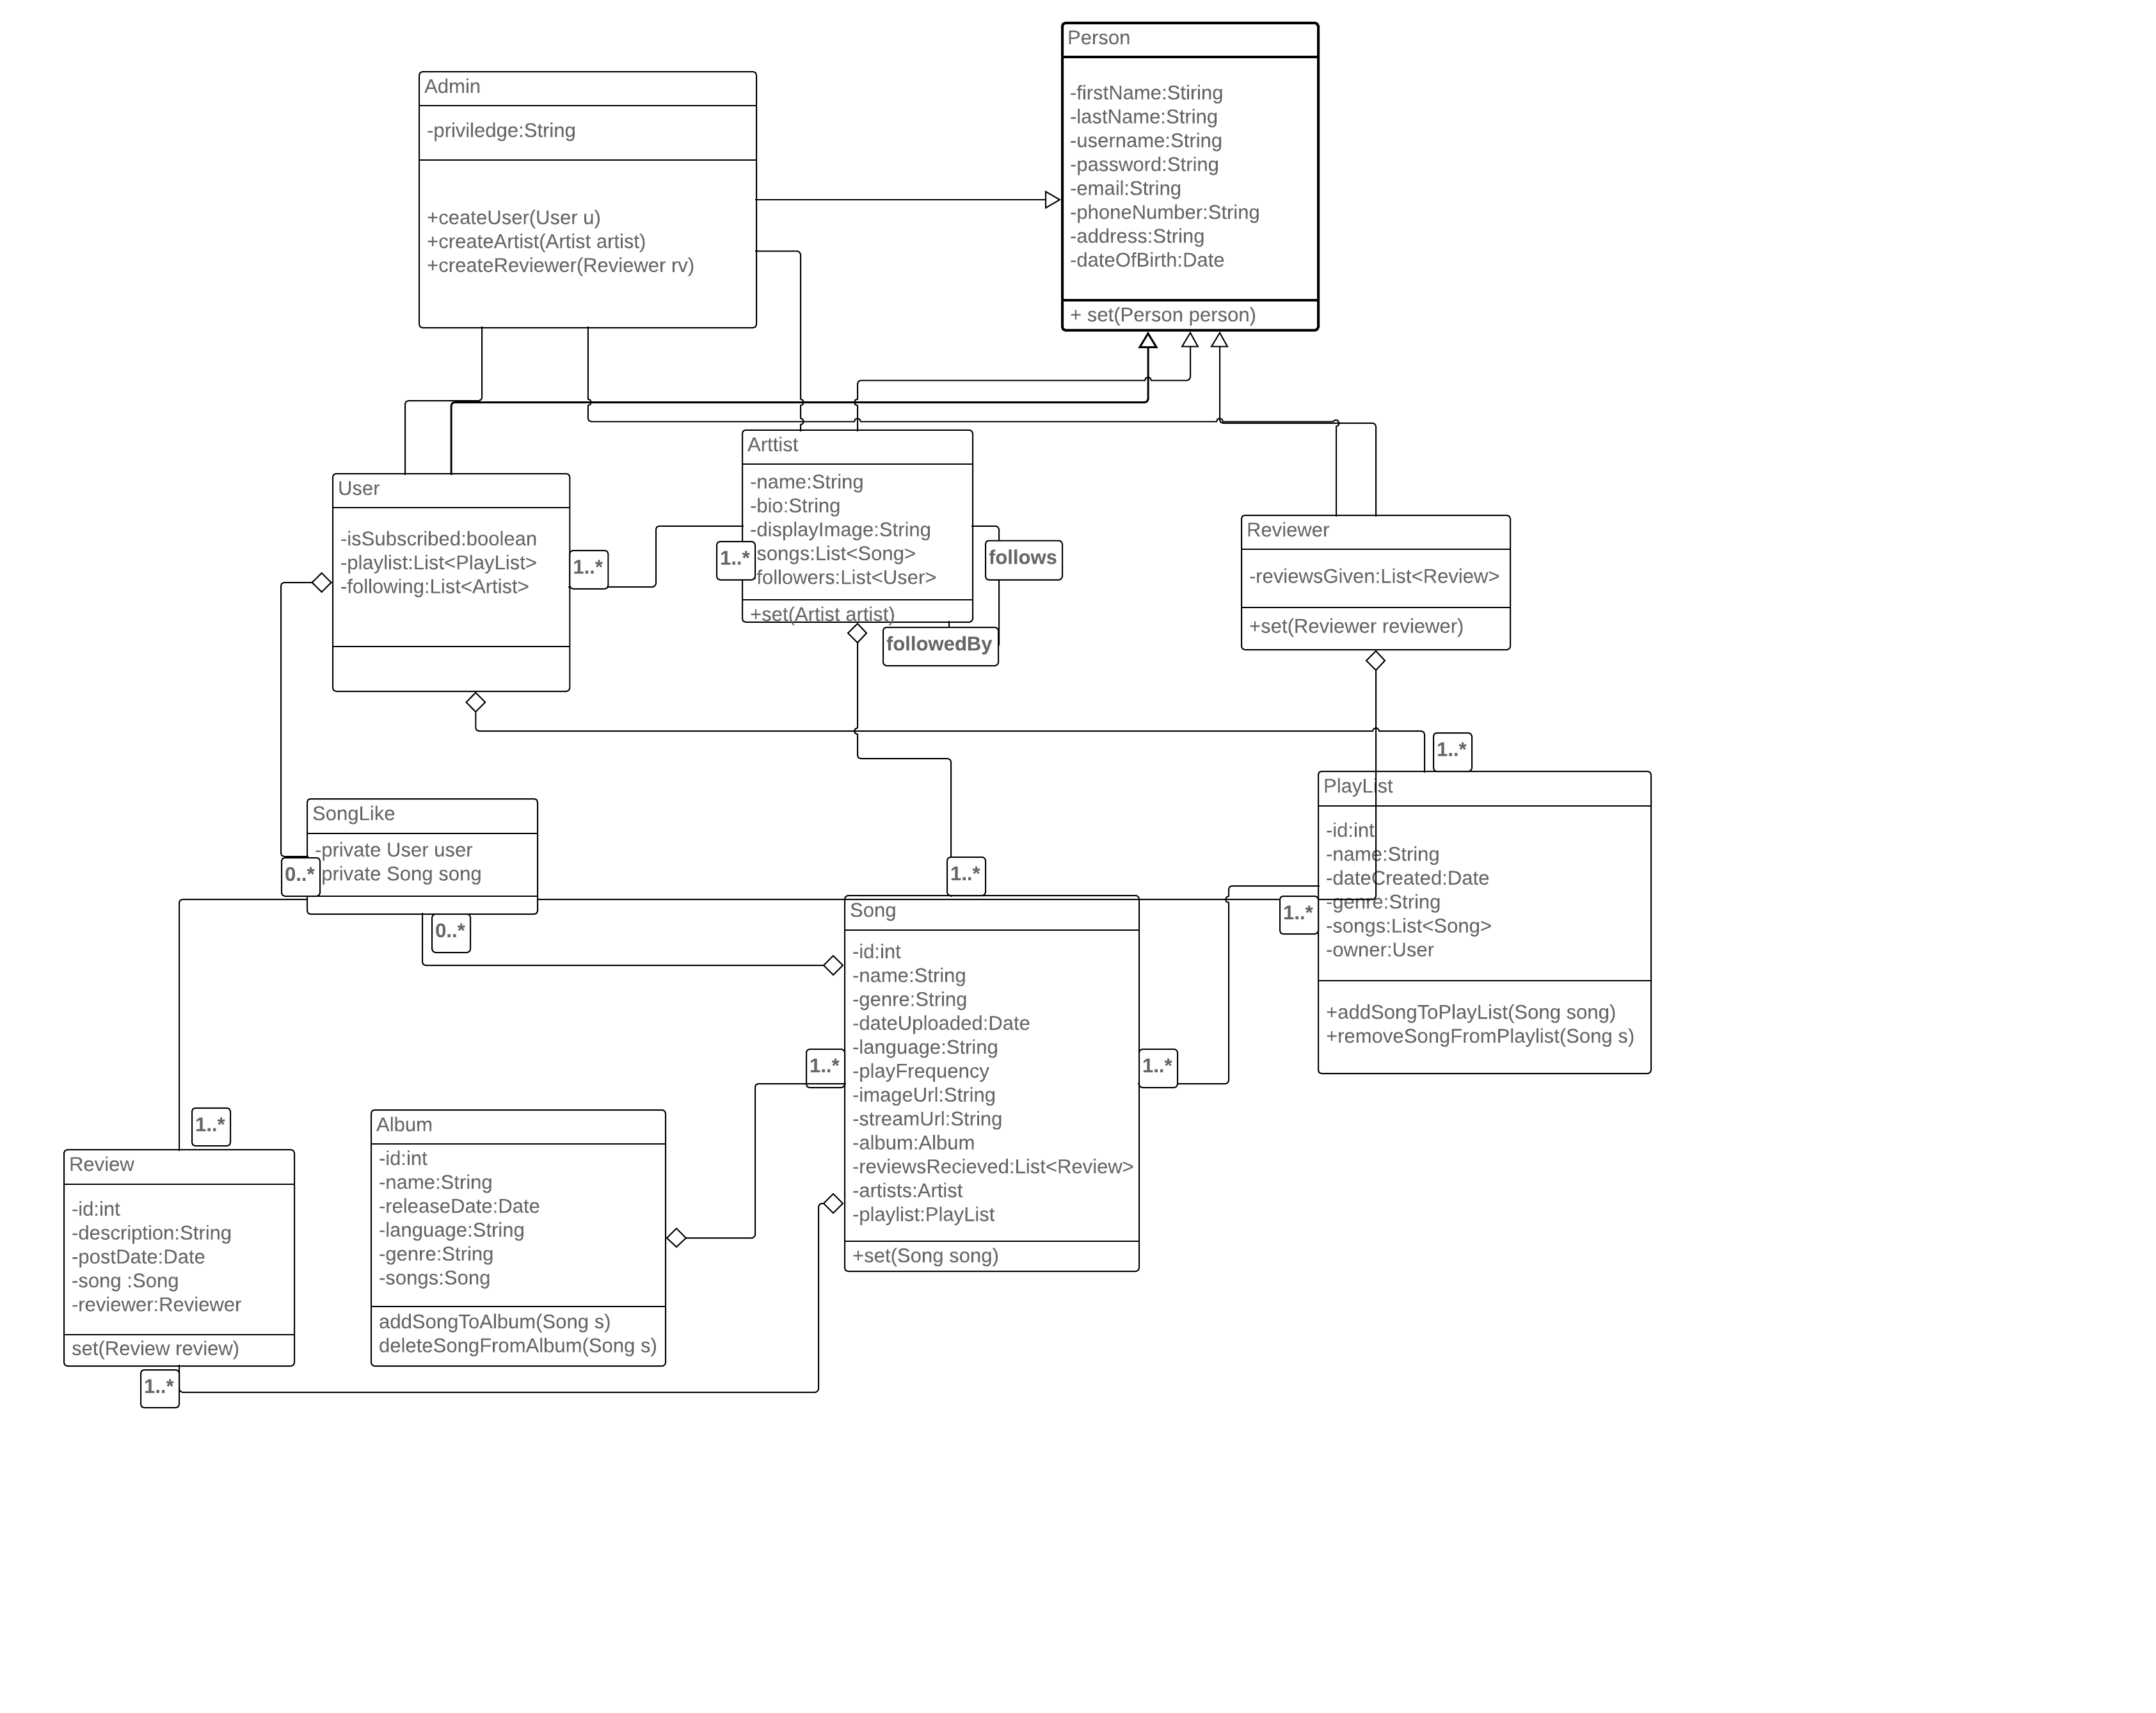 Person
-firstName:Stiring
-lastName:String
-username:String
-password:String
-email:String
-phoneNumber:String
-address:String
-dateOfBirth:Date
+ set(Person person)
Admin
-priviledge:String
+ceateUser(User u)
+createArtist(Artist artist)
+createReviewer(Reviewer rv)
Arttist
-name:String
-bio:String
-displayImage:String
songs:List<Song>
followers:List<User>
+set(Artist artist)
1..*
follows
followedBy
User
-isSubscribed:boolean
-playlist:List<PlayList>
-following:List<Artist>
1..*
Reviewer
-reviewsGiven:List<Review>
+set(Reviewer reviewer)
1..*
PlayList
-id:int
-name:String
-dateCreated:Date
-genre:String
-songs:List<Song>
-owner:User
+addSongToPlayList(Song song)
+removeSongFromPlaylist(Song s)
1..*
SongLike
-private User user
private Song song
0..*
0..*
1..*
Song
-id:int
-name:String
-genre:String
-dateUploaded:Date
-language:String
-playFrequency
-imageUrl:String
-streamUrl:String
-album:Album
-reviewsRecieved:List<Review>
-artists:Artist
-playlist:PlayList
+set(Song song)
1..*
1..*
Album
-id:int
-name:String
-releaseDate:Date
-language:String
-genre:String
-songs:Song
addSongToAlbum(Song s)
deleteSongFromAlbum(Song s)
1..*
Review
-id:int
-description:String
-postDate:Date
-song :Song
-reviewer:Reviewer
set(Review review)
1..*